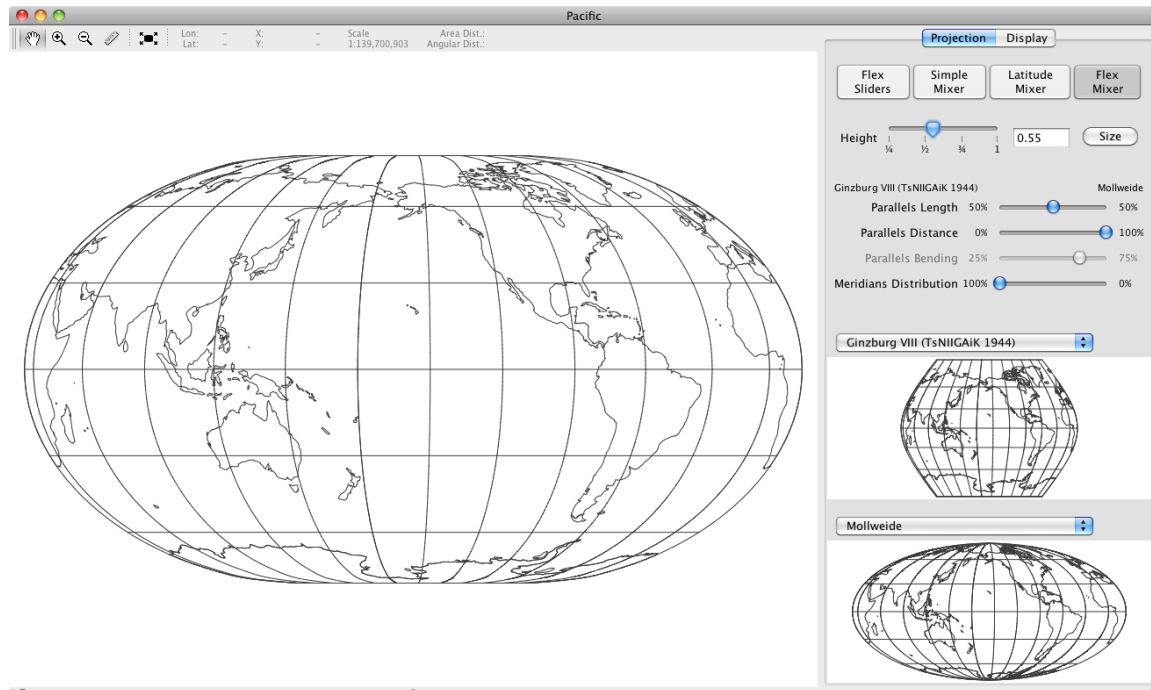 Pacific
Lon: – X: – Scale Area Dist.:
Lat: – Y: – 1:139,700,903 Angular Dist.:
Projection Display
Flex Sliders
Simple Mixer
Latitude Mixer
Flex Mixer
Height 0.55 Size
¼ ½ ¾ 1
Ginzburg VIII (TsNIIGAiK 1944) Mollweide
Parallels Length 50% 50%
Parallels Distance 0% 100%
Parallels Bending 25% 75%
Meridians Distribution 100% 0%
Ginzburg VIII (TsNIIGAiK 1944)
Mollweide